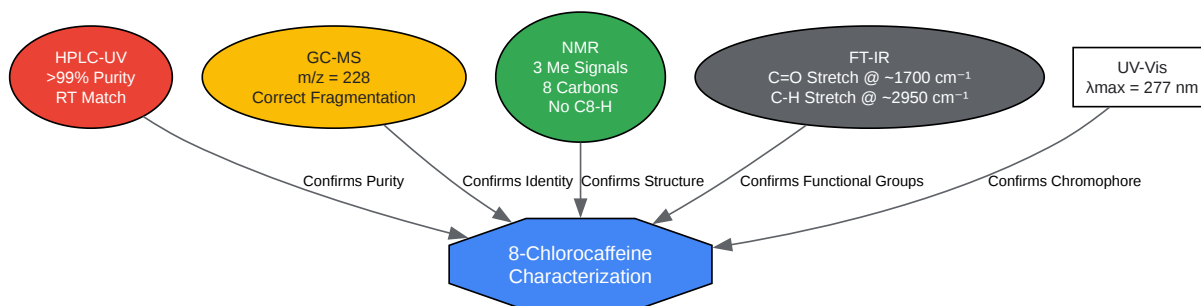 HPLC-UV
>99% Purity
RT Match
GC-MS
m/z = 228
Correct Fragmentation
NMR
3 Me Signals
8 Carbons
No C8-H
FT-IR
C=O Stretch @ ~1700 cm⁻¹
C-H Stretch @ ~2950 cm⁻¹
UV-Vis
λmax = 277 nm
Confirms Purity
Confirms Identity
Confirms Structure
Confirms Functional Groups
Confirms Chromophore
8-Chlorocaffeine
Characterization